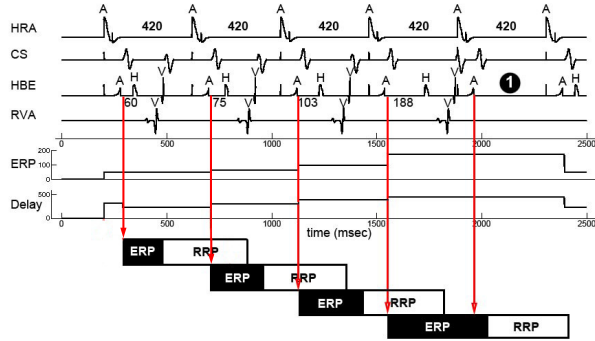 A A A A A A
HRA 420 420 420 420 420
CS
V V V V V
HBE A H A H A H A H A A H
60 75 103 188 1
V V V V
RVA
0 500 1000 1500 2000 2500
200
ERP 100
0
500
Delay
0
0 500 1000 1500 2000 2500
time (msec)
ERP RRP
ERP RRP
ERP RRP
ERP RRP